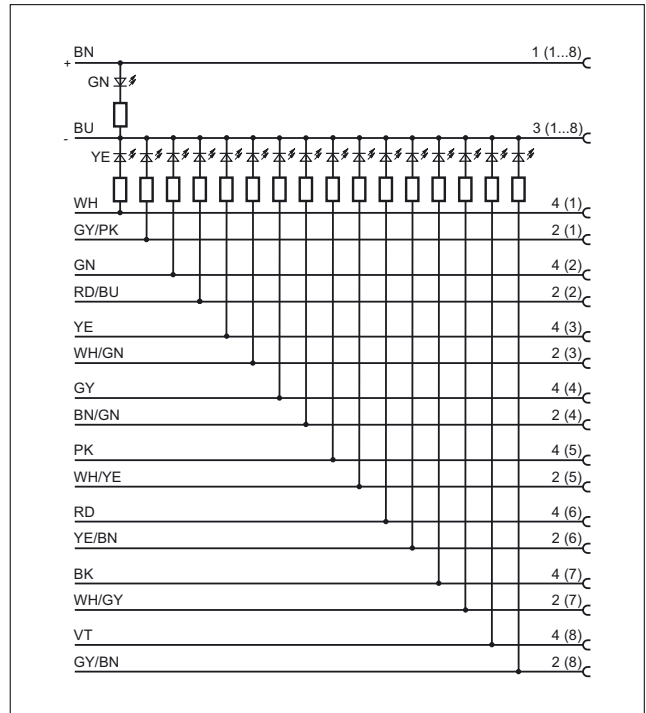 BN 1 (1...8)
+
GN
BU 3 (1...8)
-
YE
WH 4 (1)
GY/PK 2 (1)
GN 4 (2)
RD/BU 2 (2)
YE 4 (3)
WH/GN 2 (3)
GY 4 (4)
BN/GN 2 (4)
PK 4 (5)
WH/YE 2 (5)
RD 4 (6)
YE/BN 2 (6)
BK 4 (7)
WH/GY 2 (7)
VT 4 (8)
GY/BN 2 (8)